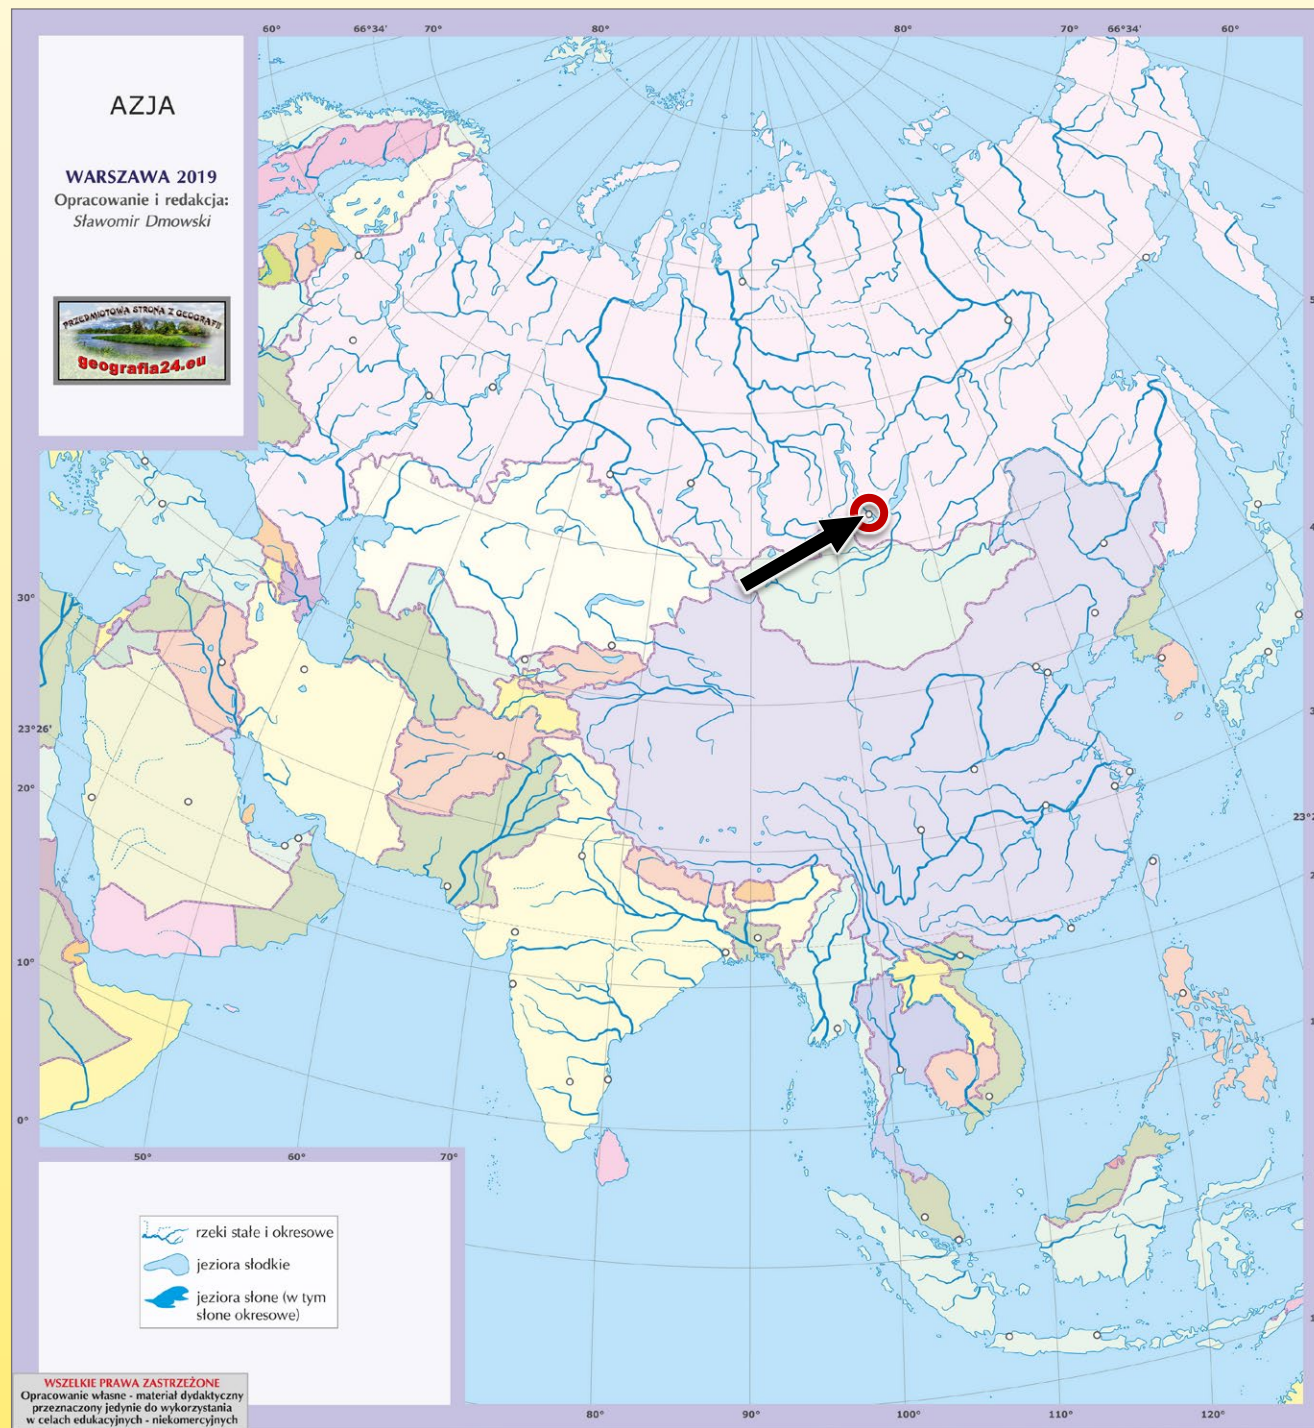 60°
66°34'
70°
80°
90°
80°
70°
66°34'
60°
AZJA
WARSZAWA 2019
Opracowanie i redakcja:
Sławomir Dmowski
PRZEDMIOTOWA STRONA Z GEOGRAFII
geografia24.eu
30°
23°26'
20°
10°
0°
50°
60°
70°
rzeki stałe i okresowe
jeziora słodkie
jeziora słone (w tym
słone okresowe)
80°
90°
100°
110°
120°
WSZELKIE PRAWA ZASTRZEŻONE
Opracowanie własne - materiał dydaktyczny
przeznaczony jedynie do wykorzystania
w celach edukacyjnych - niekomercyjnych